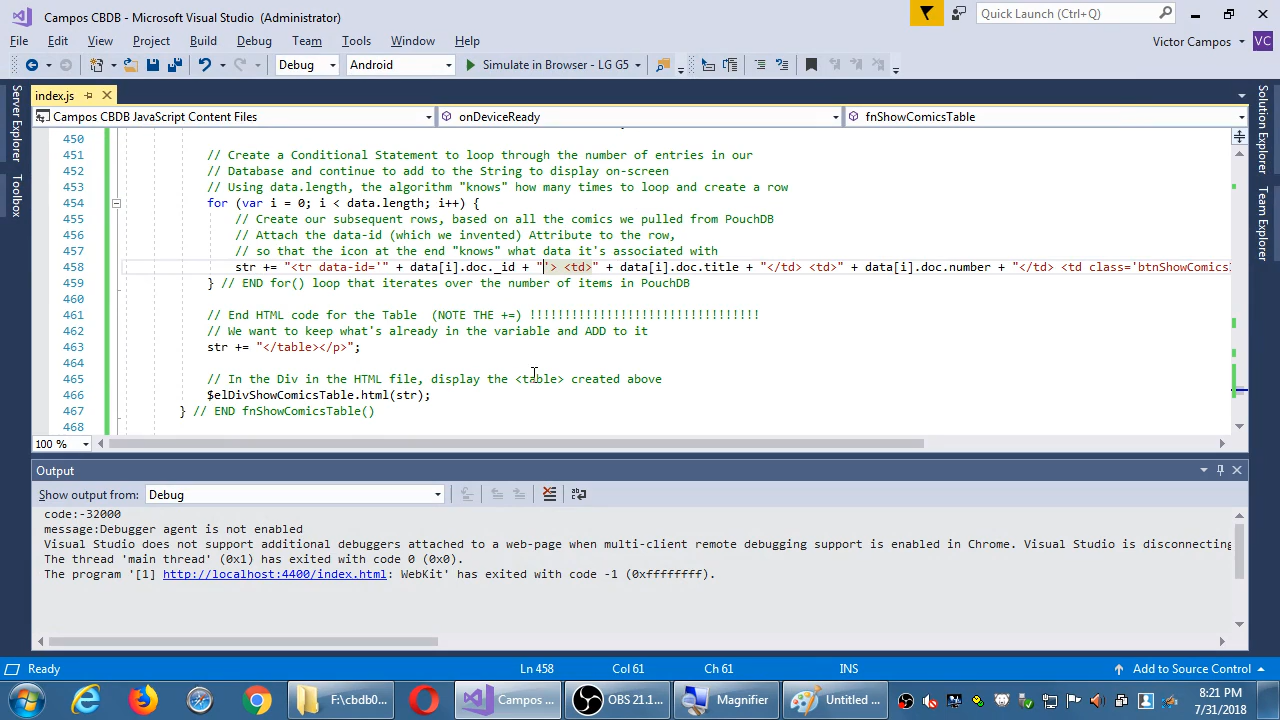 Campos CBDB - Microsoft Visual Studio (Administrator)
Quick Launch (Ctrl+Q)
File Edit View Project Build Debug Team Tools Window Help
Victor Campos VC
Debug Android Simulate in Browser - LG G5
index.js
Campos CBDB JavaScript Content Files onDeviceReady fnShowComicsTable
Server Explorer
Toolbox
Solution Explorer
Team Explorer
450
451 // Create a Conditional Statement to loop through the number of entries in our
452 // Database and continue to add to the String to display on-screen
453 // Using data.length, the algorithm "knows" how many times to loop and create a row
454 for (var i = 0; i < data.length; i++) {
455 // Create our subsequent rows, based on all the comics we pulled from PouchDB
456 // Attach the data-id (which we invented) Attribute to the row,
457 // so that the icon at the end "knows" what data it's associated with
458 str += "<tr data-id='" + data[i].doc._id + "'> <td>" + data[i].doc.title + "</td> <td>" + data[i].doc.number + "</td> <td class='btnShowComics
459 } // END for() loop that iterates over the number of items in PouchDB
460
461 // End HTML code for the Table (NOTE THE +=) !!!!!!!!!!!!!!!!!!!!!!!!!!!!!!!!!
462 // We want to keep what's already in the variable and ADD to it
463 str += "</table></p>";
464
465 // In the Div in the HTML file, display the <table> created above
466 $elDivShowComicsTable.html(str);
467 } // END fnShowComicsTable()
468
100 %
Output
Show output from: Debug
code:-32000
message:Debugger agent is not enabled
Visual Studio does not support additional debuggers attached to a web-page when multi-client remote debugging support is enabled in Chrome. Visual Studio is disconnecting
The thread 'main thread' (0x1) has exited with code 0 (0x0).
The program '[1] http://localhost:4400/index.html: WebKit' has exited with code -1 (0xffffffff).
Ready Ln 458 Col 61 Ch 61 INS Add to Source Control
F:\cbdb0... Campos ... OBS 21.1... Magnifier Untitled ...
8:21 PM
7/31/2018